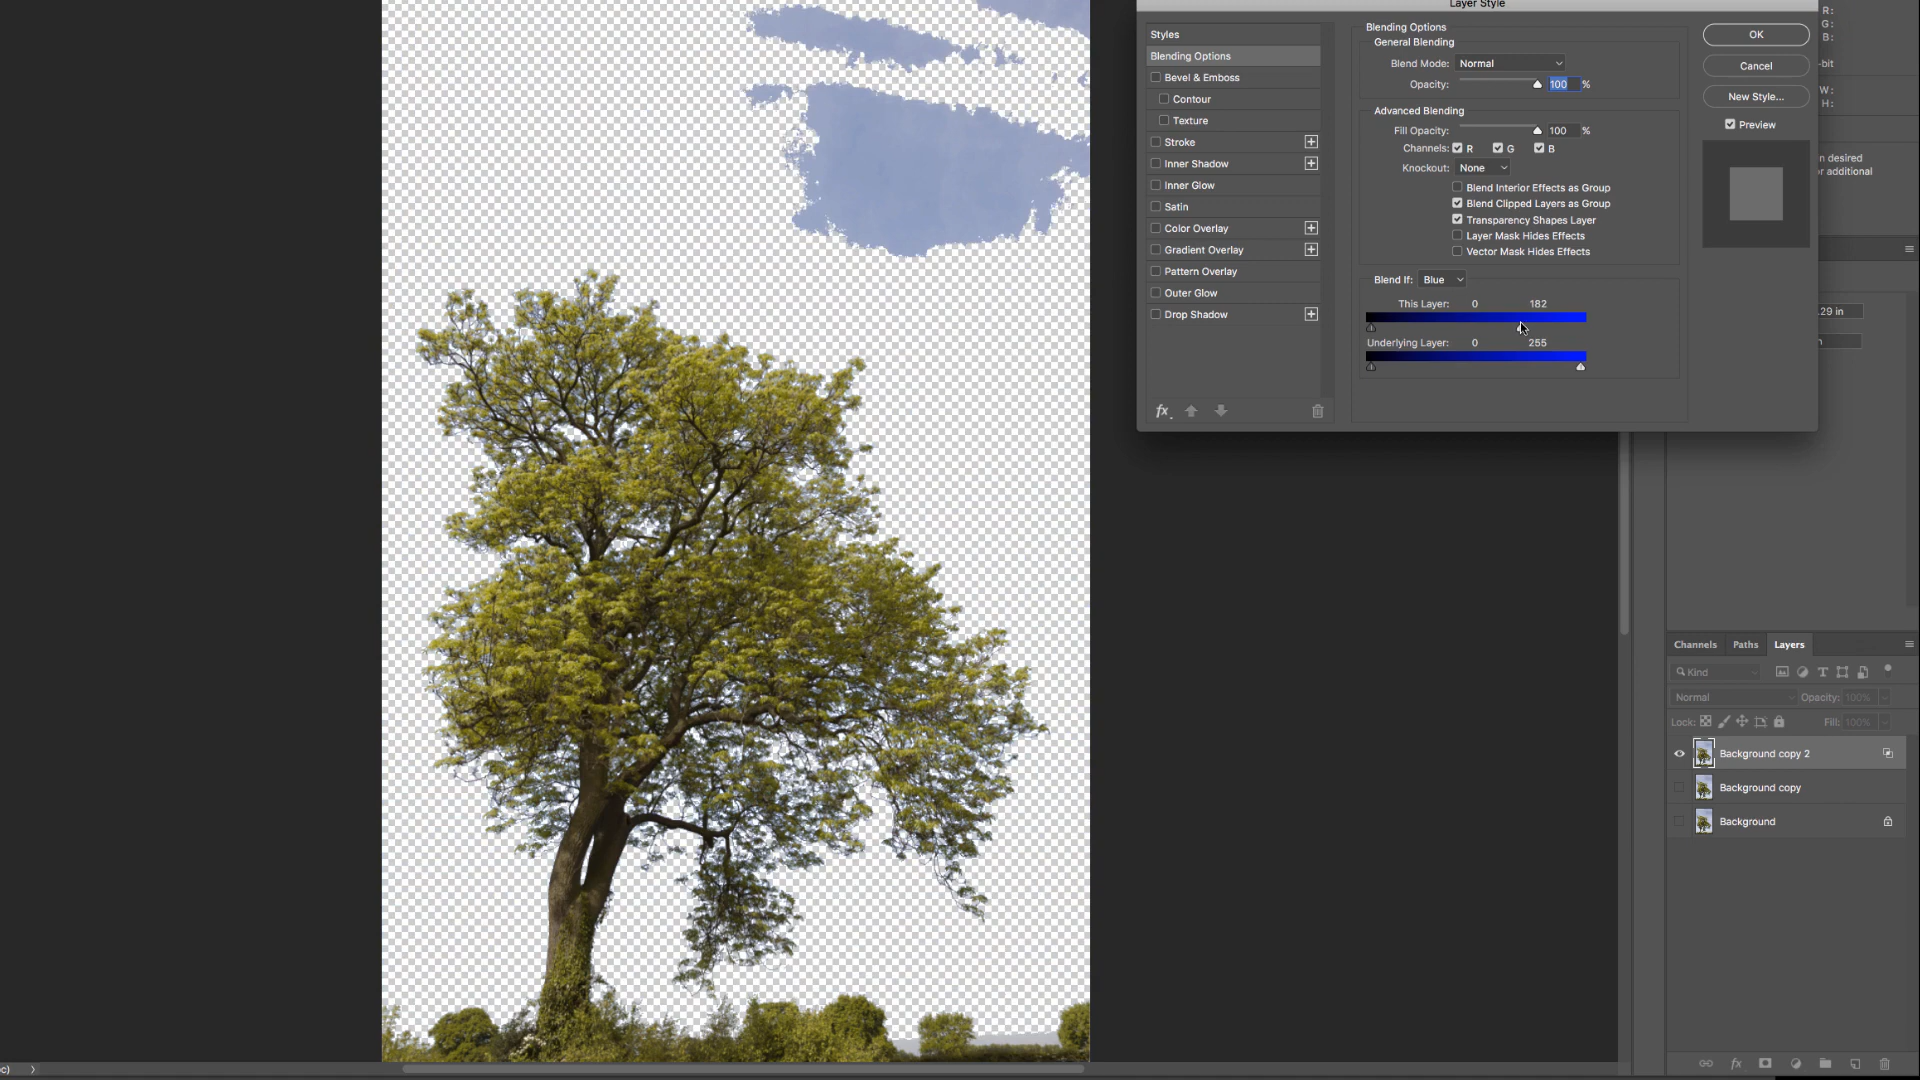 Layer Style
Styles
Blending Options
Bevel & Emboss
Contour
Texture
Stroke
Inner Shadow
Inner Glow
Satin
Color Overlay
Gradient Overlay
Pattern Overlay
Outer Glow
Drop Shadow
fx
Blending Options
General Blending
Blend Mode: Normal
Opacity: 100 %
Advanced Blending
Fill Opacity: 100 %
Channels: R G B
Knockout: None
Blend Interior Effects as Group
Blend Clipped Layers as Group
Transparency Shapes Layer
Layer Mask Hides Effects
Vector Mask Hides Effects
Blend If: Blue
This Layer: 0 182
Underlying Layer: 0 255
OK
Cancel
New Style...
Preview
R:
G:
B:
-bit
W:
H:
n desired
or additional
.29 in
Channels Paths Layers
Kind
Normal Opacity: 100%
Lock: Fill: 100%
Background copy 2
Background copy
Background
fx
c)